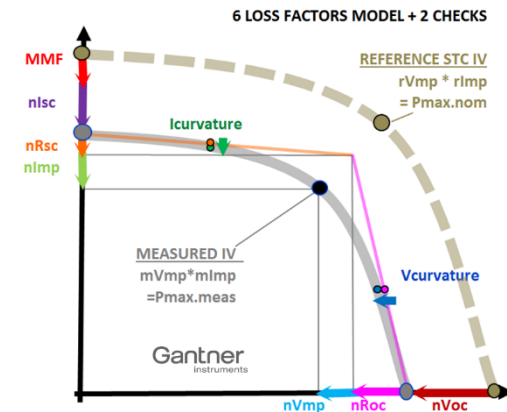 6 LOSS FACTORS MODEL + 2 CHECKS
MMF
REFERENCE STC IV
rVmp * rImp
= Pmax.nom
nIsc
Icurvature
nRsc
nImp
MEASURED IV
mVmp*mImp
=Pmax.meas
Vcurvature
Gantner
instruments
nVmp nRoc nVoc